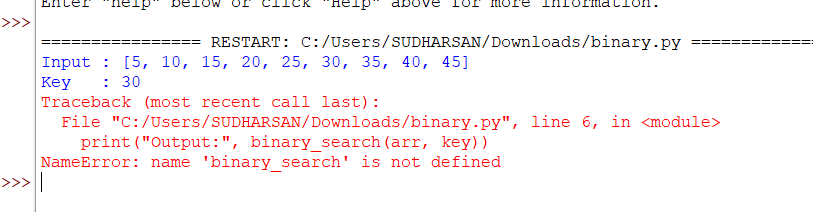 Enter "help" below or click "Help" above for more information.
>>>
================ RESTART: C:/Users/SUDHARSAN/Downloads/binary.py =============
Input : [5, 10, 15, 20, 25, 30, 35, 40, 45]
Key   : 30
Traceback (most recent call last):
  File "C:/Users/SUDHARSAN/Downloads/binary.py", line 6, in <module>
    print("Output:", binary_search(arr, key))
NameError: name 'binary_search' is not defined
>>>